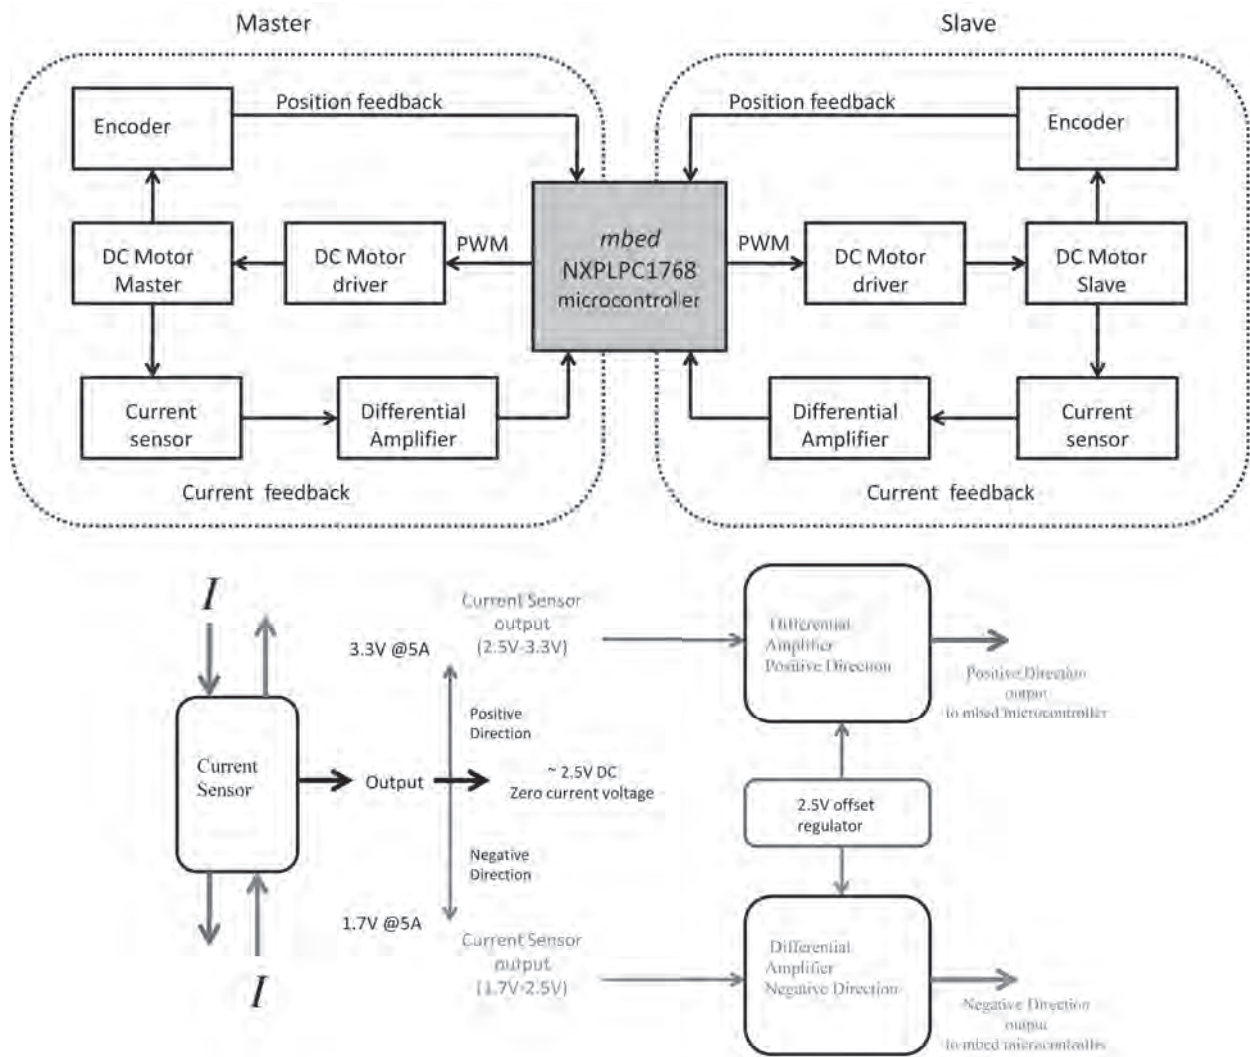 Master
Slave
Position feedback
Encoder
Position feedback
Encoder
DC Motor
Master
DC Motor
driver
PWM
mbed
NXPLPC1768
microcontroller
PWM
DC Motor
driver
DC Motor
Slave
Current
sensor
Differential
Amplifier
Differential
Amplifier
Current
sensor
Current feedback
Current feedback
I
Current Sensor
output
(2.5V-3.3V)
3.3V @5A
Differential
Amplifier
Positive Direction
Positive Direction
output
to mbed microcontroller
Positive
Direction
Current
Sensor
Output
~ 2.5V DC
Zero current voltage
2.5V offset
regulator
Negative
Direction
1.7V @5A
Current Sensor
output
(1.7V-2.5V)
Differential
Amplifier
Negative Direction
I
Negative Direction
output
to mbed microcontroller